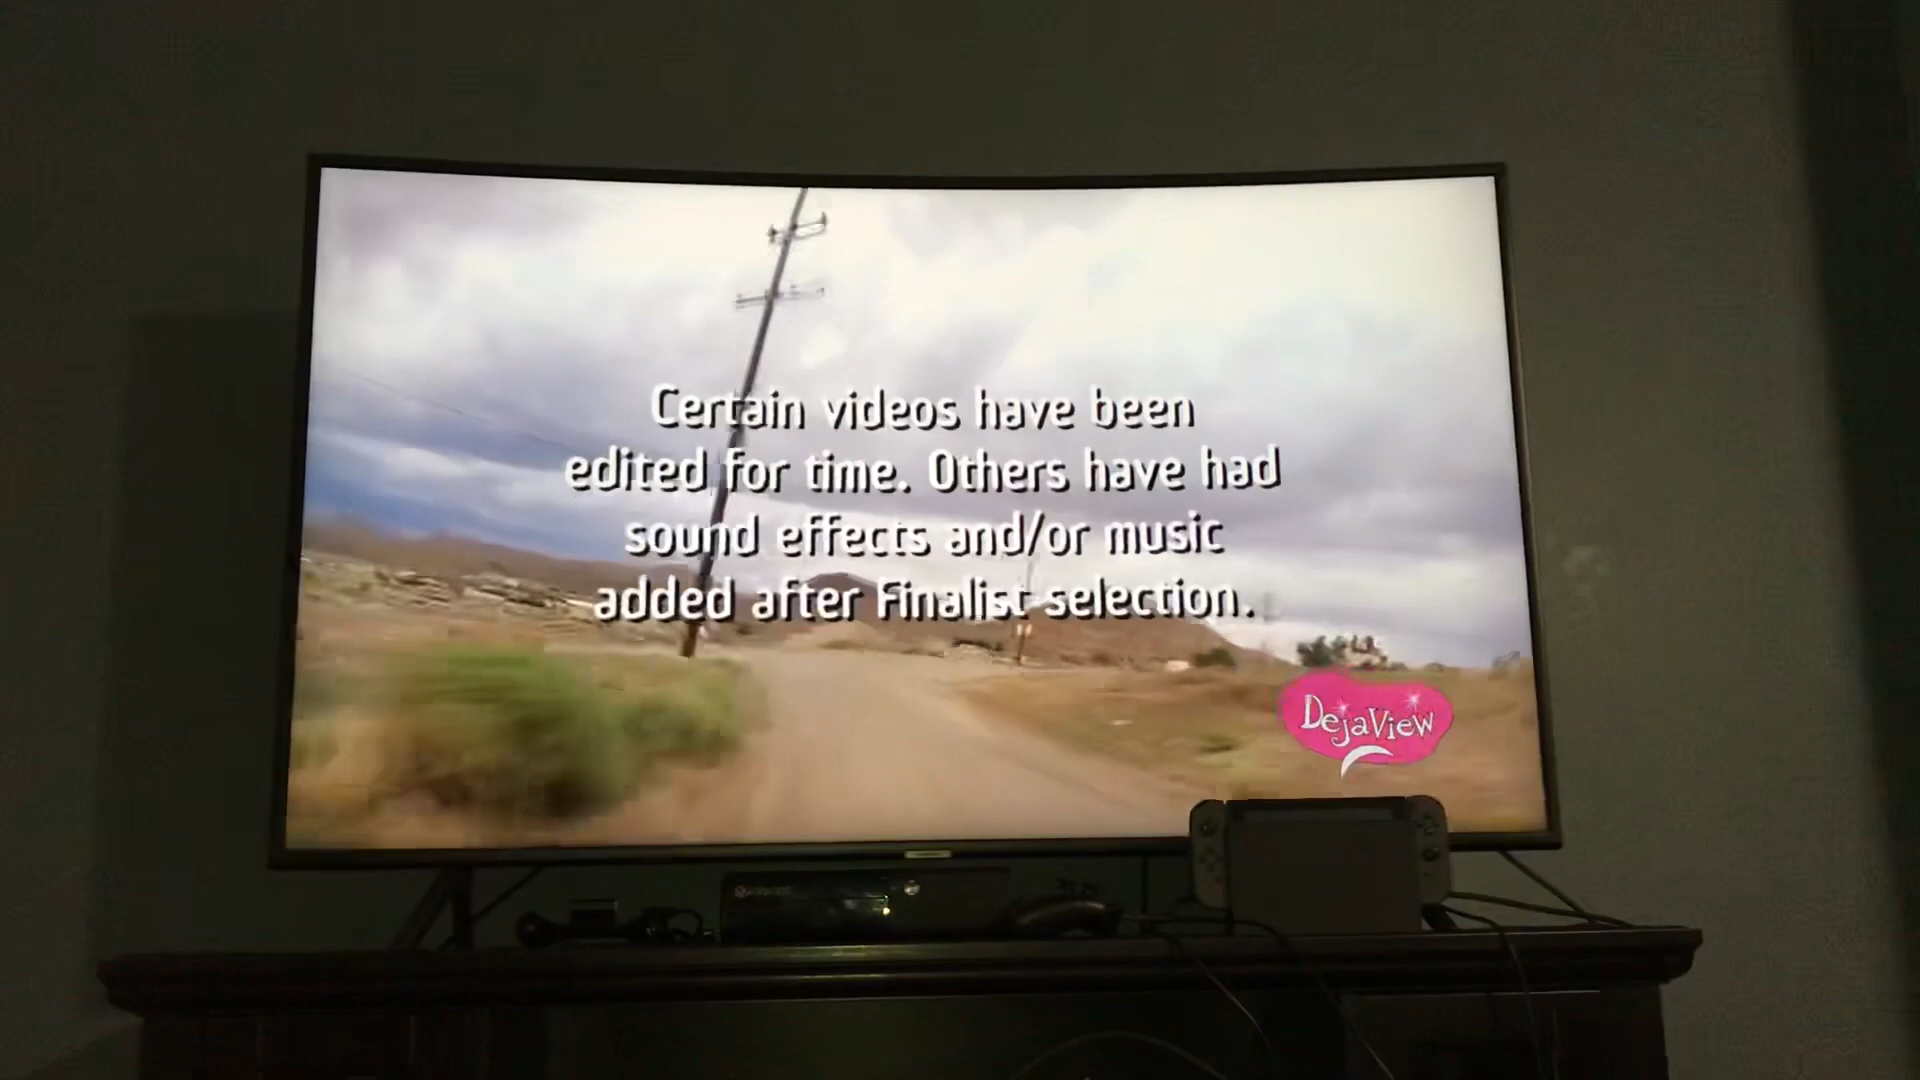 Certain videos have been
edited for time. Others have had
sound effects and/or music
added after Finalist selection.
DejaView